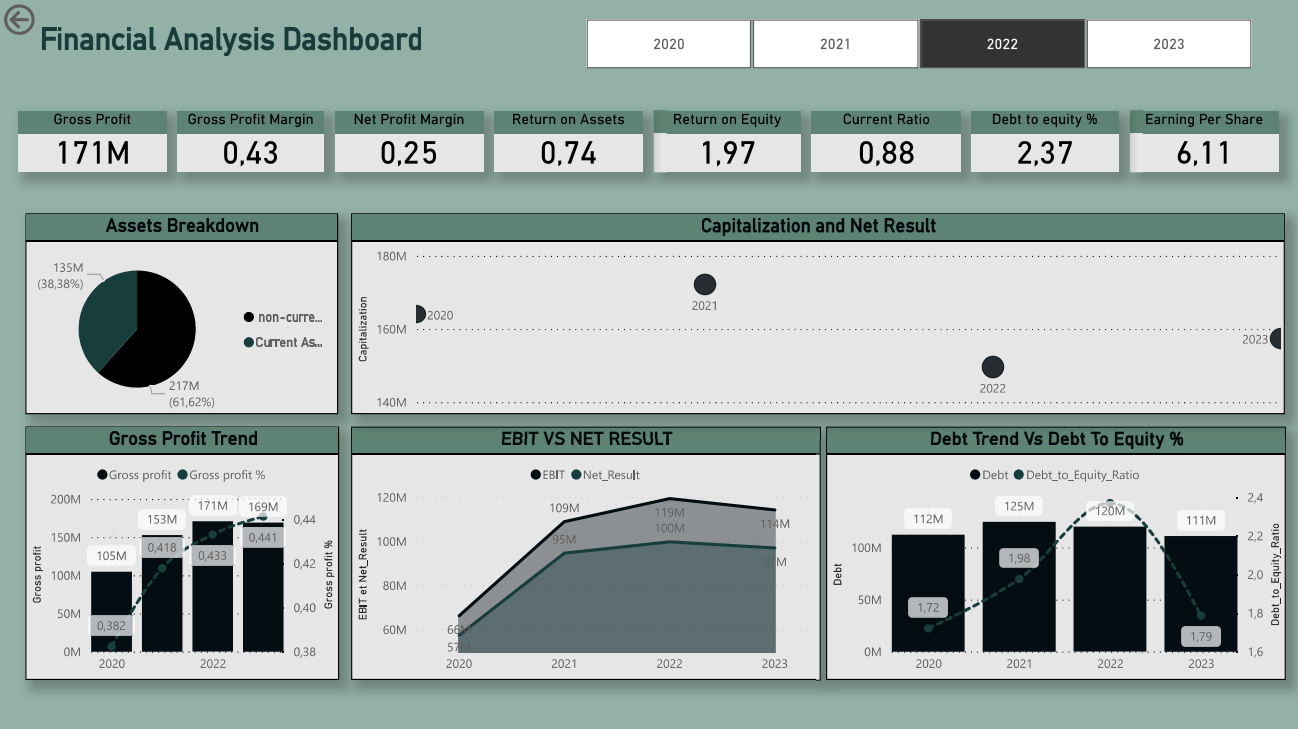 Financial Analysis Dashboard
2020
2021
2022
2023
Gross Profit
171M
Gross Profit Margin
0,43
Net Profit Margin
0,25
Return on Assets
0,74
Return on Equity
1,97
Current Ratio
0,88
Debt to equity %
2,37
Earning Per Share
6,11
Assets Breakdown
135M
(38,38%)
217M
(61,62%)
non-curre...
Current As...
Capitalization and Net Result
Capitalization
180M
160M
140M
2020
2021
2022
2023
Gross Profit Trend
Gross profit
Gross profit %
Gross profit
200M
150M
100M
50M
0M
105M
153M
171M
169M
0,382
0,418
0,433
0,441
0,44
0,42
0,40
0,38
Gross profit %
2020
2022
EBIT VS NET RESULT
EBIT
Net_Result
EBIT et Net_Result
120M
100M
80M
60M
109M
119M
114M
95M
100M
66M
2020
2021
2022
2023
Debt Trend Vs Debt To Equity %
Debt
Debt_to_Equity_Ratio
Debt
100M
50M
0M
112M
125M
120M
111M
1,72
1,98
1,79
2,4
2,2
2,0
1,8
1,6
Debt_to_Equity_Ratio
2020
2021
2022
2023